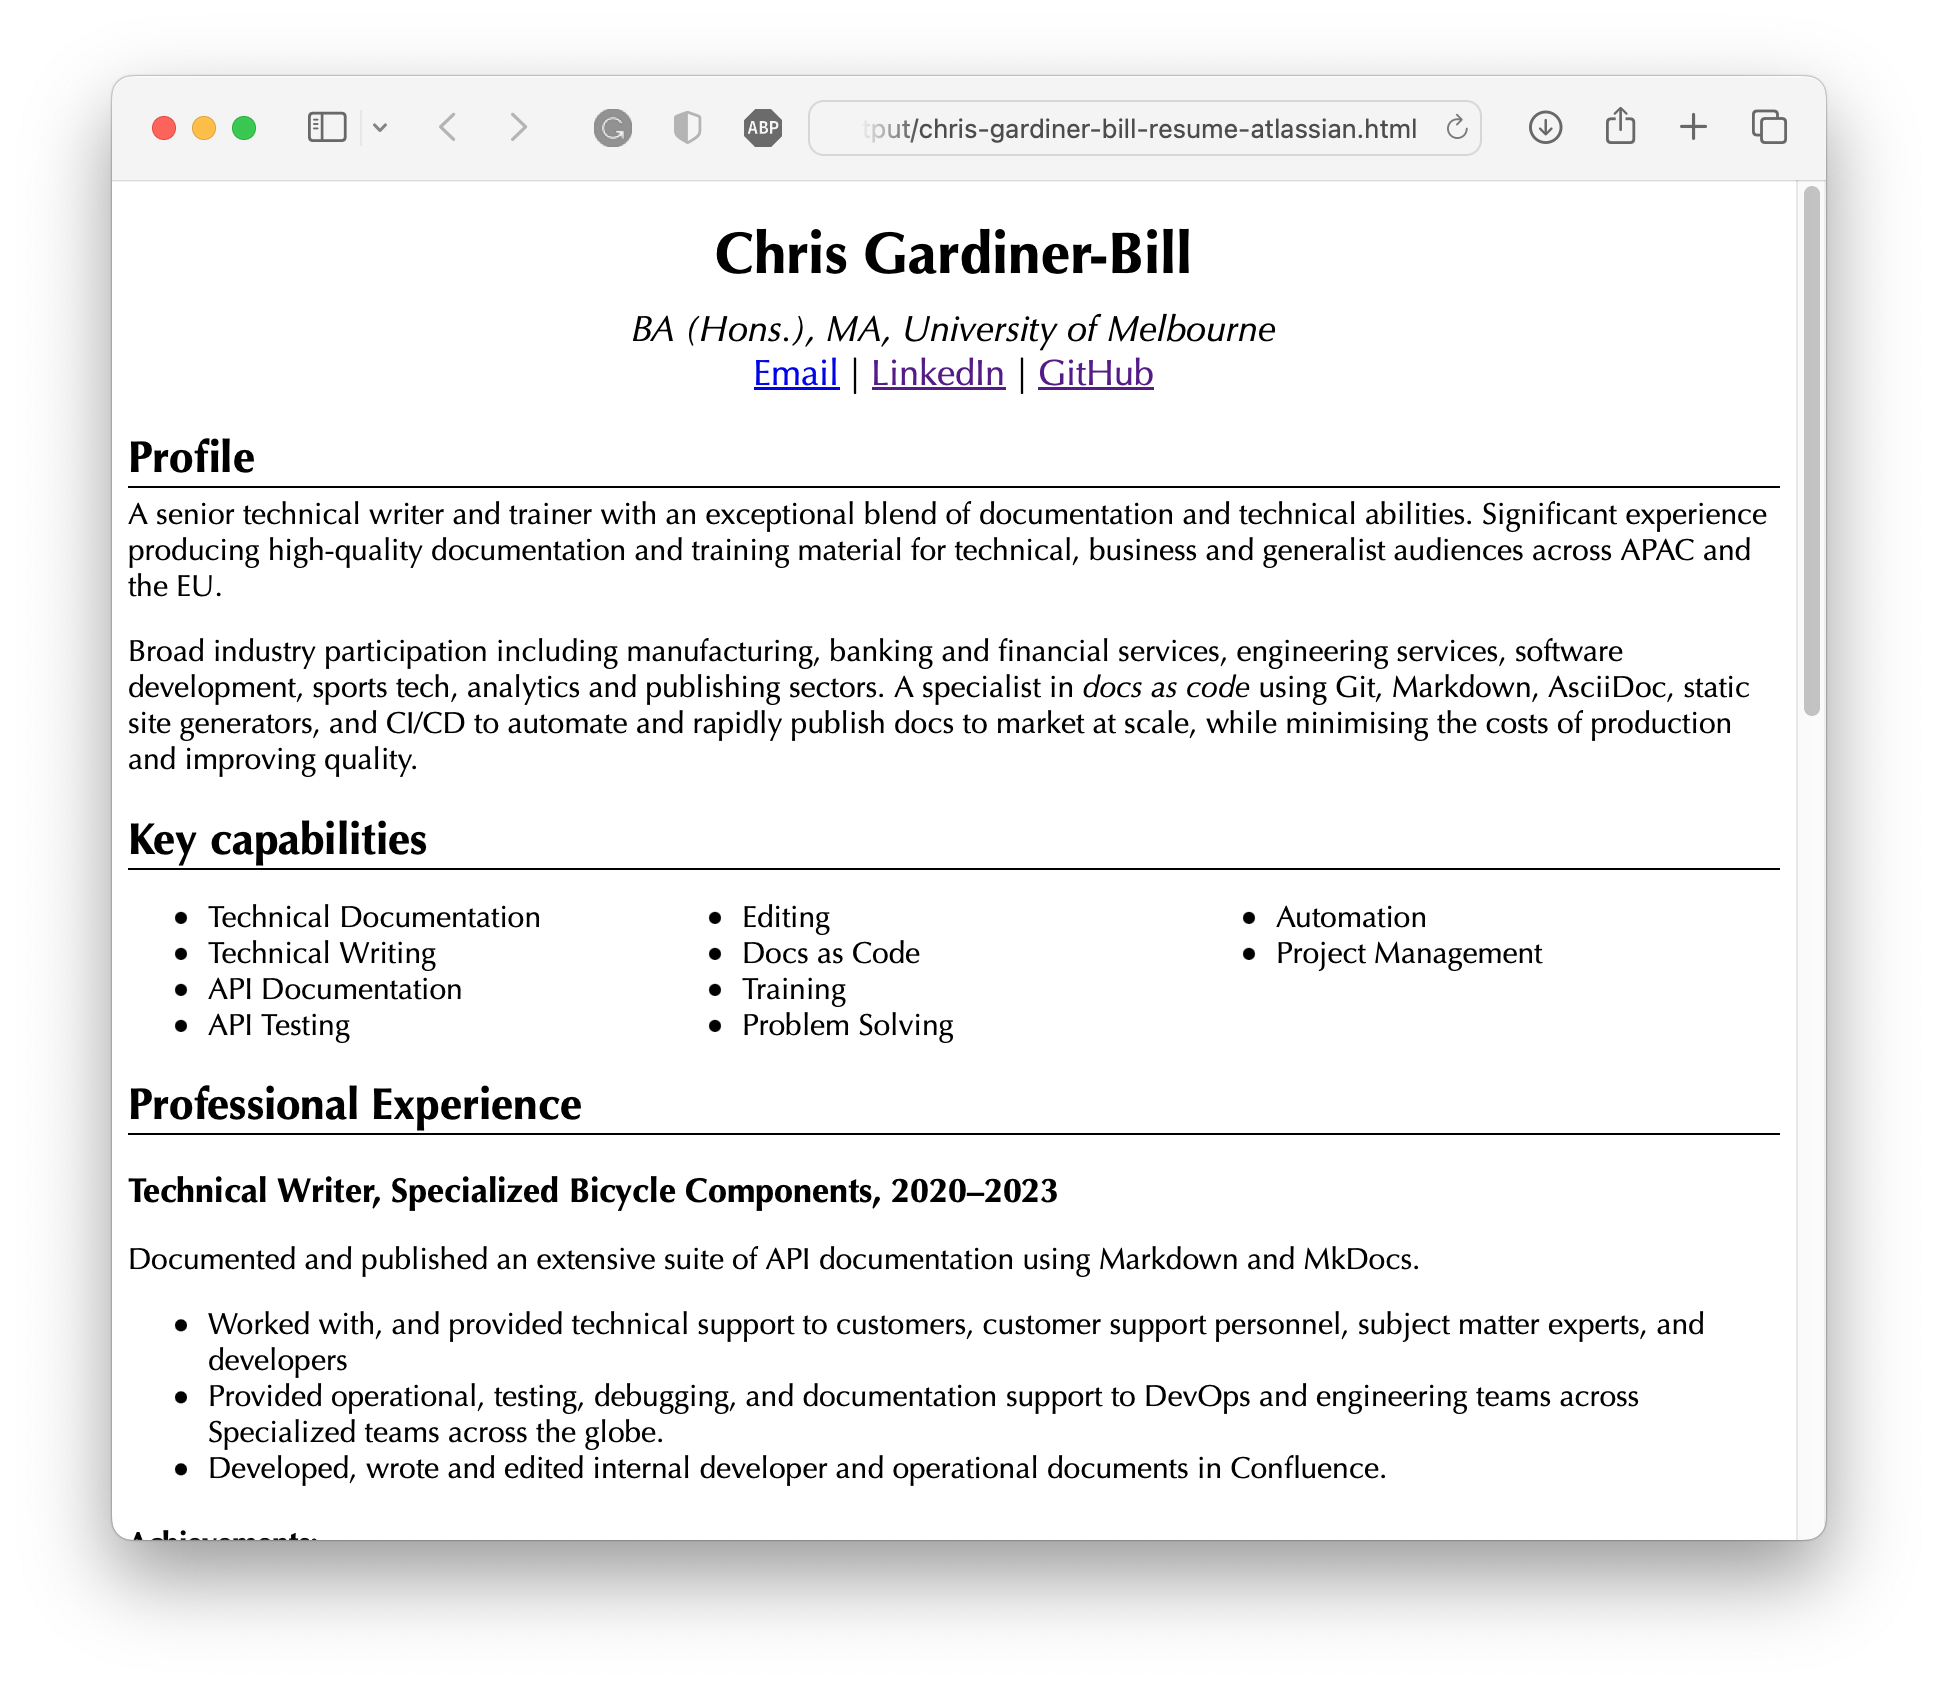 ABP
tput/chris-gardiner-bill-resume-atlassian.html
Chris Gardiner-Bill
BA (Hons.), MA, University of Melbourne
Email | LinkedIn | GitHub
Profile
A senior technical writer and trainer with an exceptional blend of documentation and technical abilities. Significant experience
producing high-quality documentation and training material for technical, business and generalist audiences across APAC and
the EU.
Broad industry participation including manufacturing, banking and financial services, engineering services, software
development, sports tech, analytics and publishing sectors. A specialist in docs as code using Git, Markdown, AsciiDoc, static
site generators, and CI/CD to automate and rapidly publish docs to market at scale, while minimising the costs of production
and improving quality.
Key capabilities
• Technical Documentation
• Technical Writing
• API Documentation
• API Testing
• Editing
• Docs as Code
• Training
• Problem Solving
• Automation
• Project Management
Professional Experience
Technical Writer, Specialized Bicycle Components, 2020–2023
Documented and published an extensive suite of API documentation using Markdown and MkDocs.
• Worked with, and provided technical support to customers, customer support personnel, subject matter experts, and
developers
• Provided operational, testing, debugging, and documentation support to DevOps and engineering teams across
Specialized teams across the globe.
• Developed, wrote and edited internal developer and operational documents in Confluence.
Achievements: